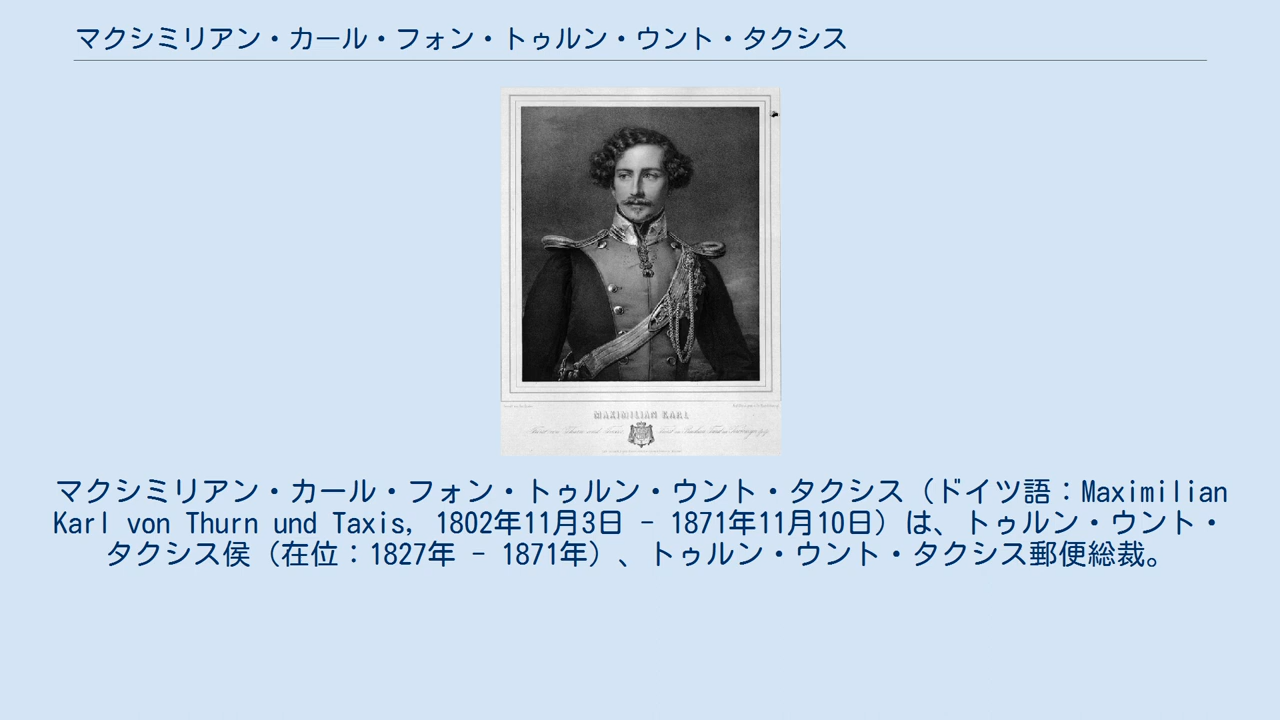 マクシミリアン・カール・フォン・トゥルン・ウント・タクシス
MAXIMILIAN KARL
マクシミリアン・カール・フォン・トゥルン・ウント・タクシス（ドイツ語：Maximilian
Karl von Thurn und Taxis, 1802年11月3日 - 1871年11月10日）は、トゥルン・ウント・
タクシス侯（在位：1827年 - 1871年）、トゥルン・ウント・タクシス郵便総裁。